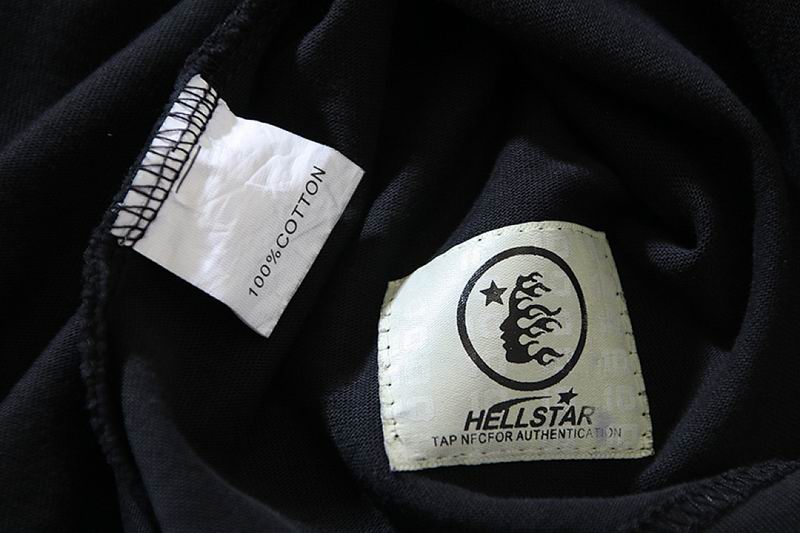 100%COTTON
HELLSTAR
TAP NFCFOR AUTHENTICATION